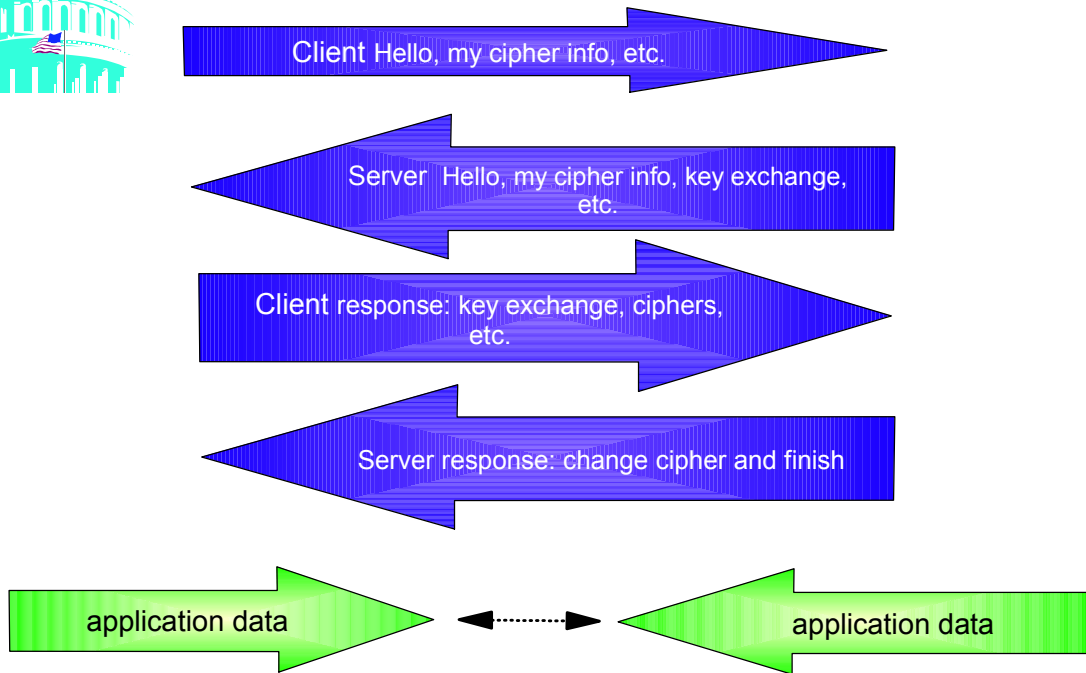 Client Hello, my cipher info, etc.
Server Hello, my cipher info, key exchange,
etc.
Client response: key exchange, ciphers,
etc.
Server response: change cipher and finish
application data
application data